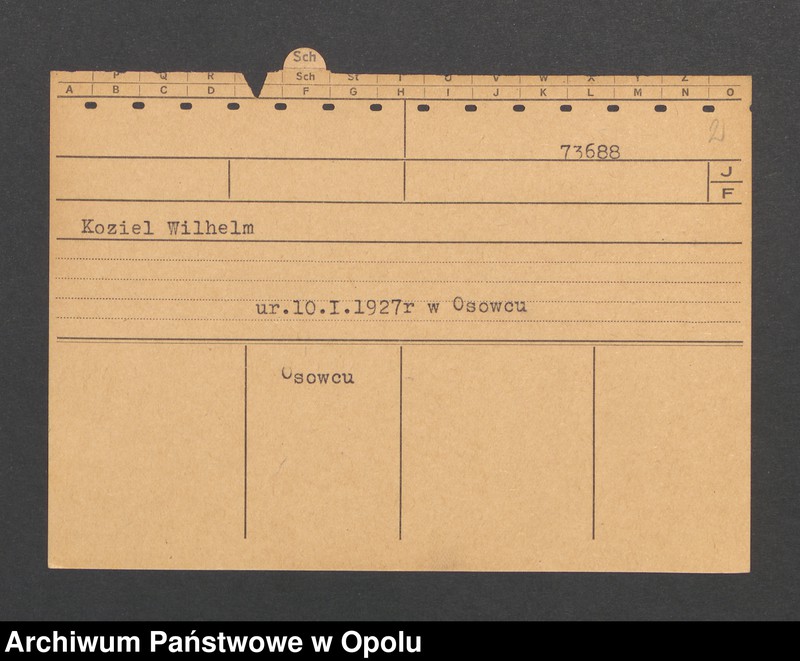 Sch
P Q R Sch St T U V W X Y Z
A B C D F G H I J K L M N O
2
73688
J
F
Koziel Wilhelm
ur.10.I.1927r w Osowcu
Osowcu
Archiwum Państwowe w Opolu